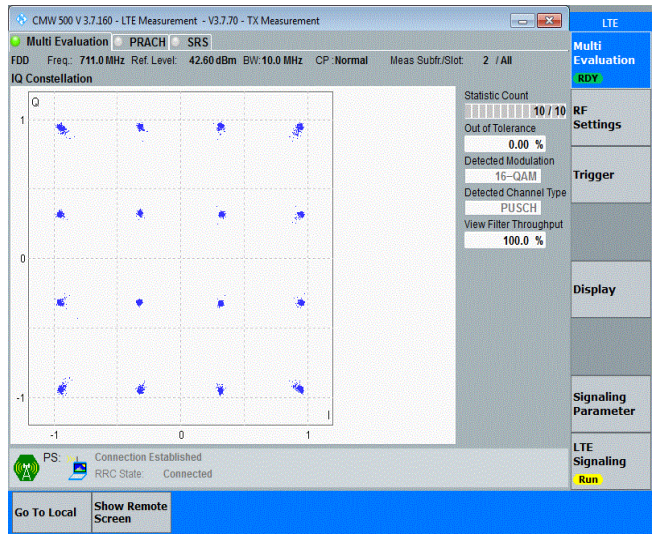 CMW 500 V 3.7.160 - LTE Measurement - V3.7.70 - TX Measurement
LTE
Multi Evaluation PRACH SRS
Multi
Evaluation
RDY
FDD Freq.: 711.0 MHz Ref. Level: 42.60 dBm BW: 10.0 MHz CP : Normal Meas Subfr./Slot: 2 / All
IQ Constellation
Q
1
0
-1
I
-1 0 1
Statistic Count
10 / 10
Out of Tolerance
0.00 %
Detected Modulation
16-QAM
Detected Channel Type
PUSCH
View Filter Throughput
100.0 %
RF
Settings
Trigger
Display
Signaling
Parameter
LTE
Signaling
Run
PS: Connection Established
RRC State: Connected
Go To Local
Show Remote
Screen